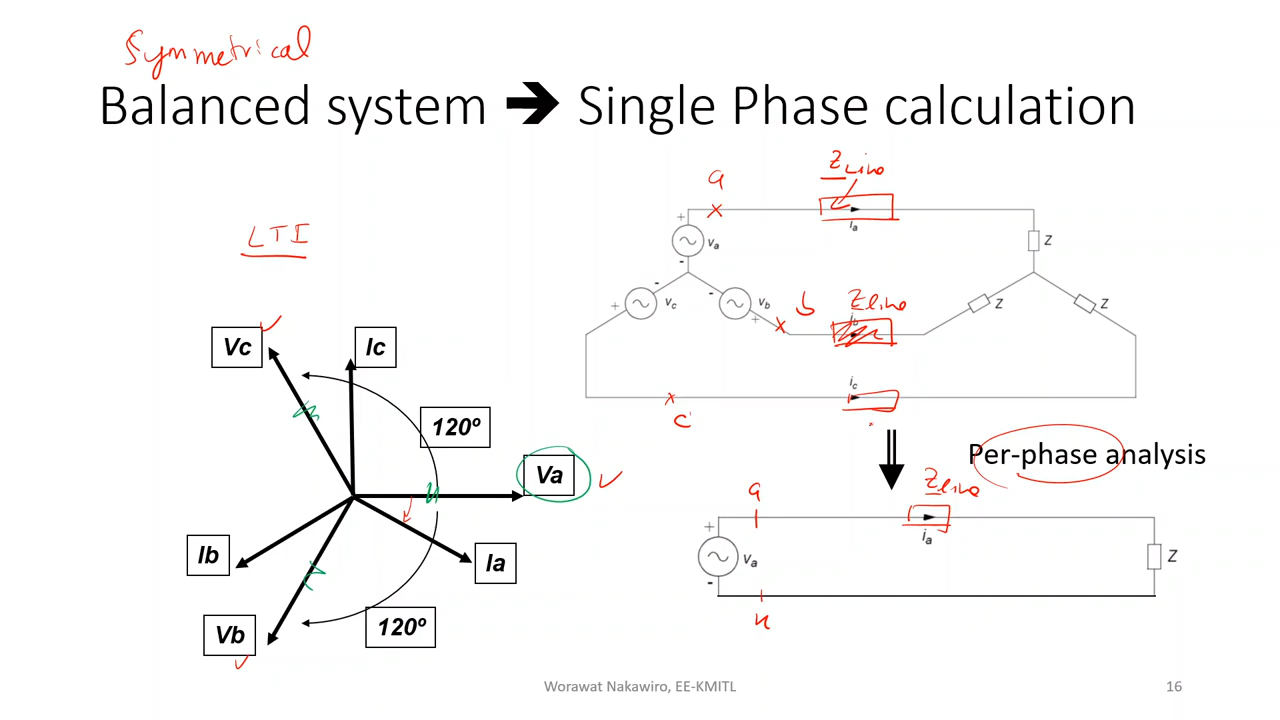 Symmetrical
Balanced system ➔ Single Phase calculation
LTI
Vc
Ic
120º
Va
Ia
Ib
Vb
120º
a
Zline
+
ia
Z
va
-
-
-
+
vc
vb
+
b
Zline
ib
Z
Z
ic
c
Per-phase analysis
a
Zline
+
ia
va
Z
-
n
Worawat Nakawiro, EE-KMITL
16